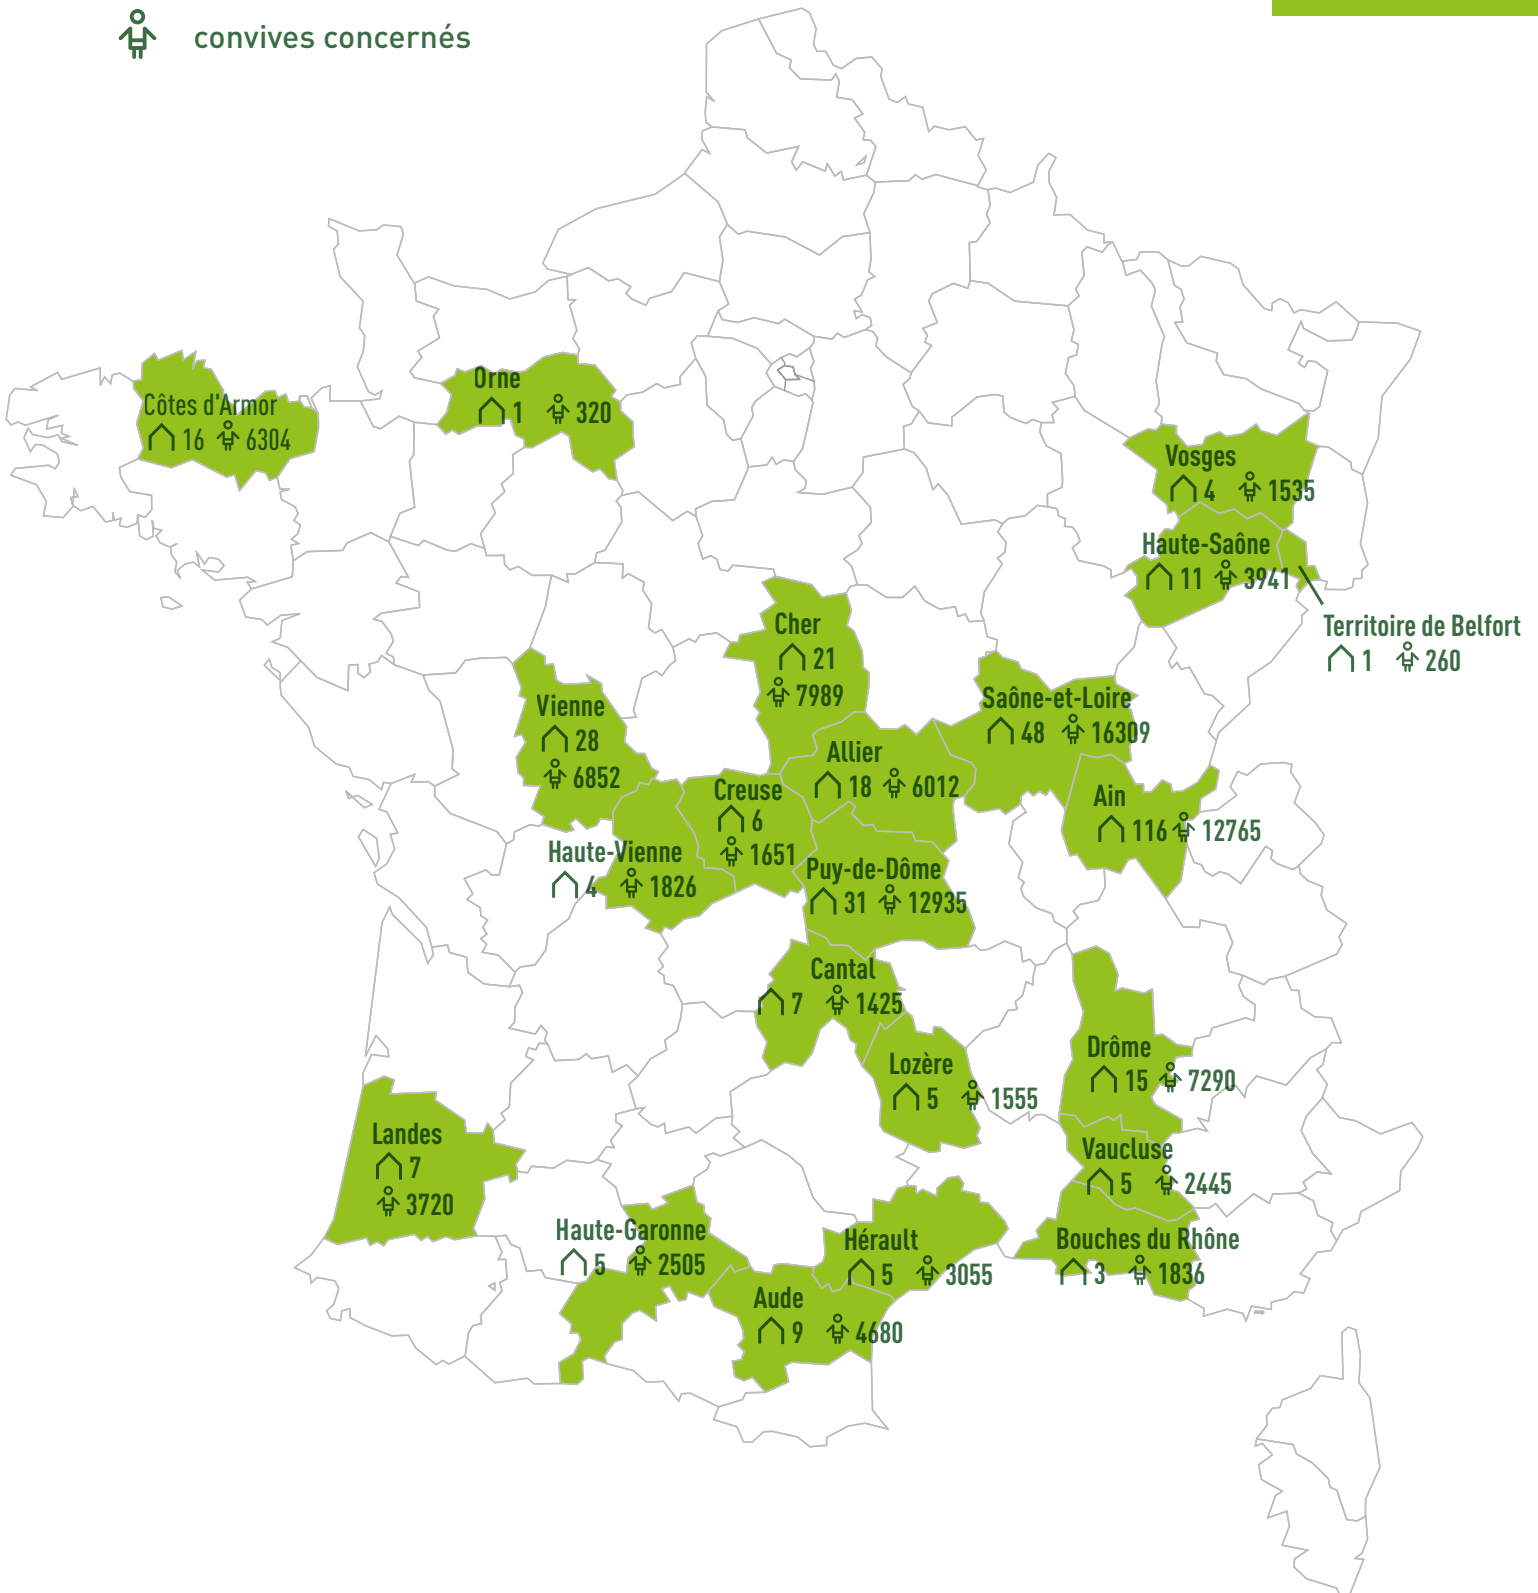 convives concernés
Orne
1 320
Côtes d'Armor
16 6304
Vosges
4 1535
Haute-Saône
11 3941
Territoire de Belfort
1 260
Cher
21
7989
Vienne
28
6852
Saône-et-Loire
48 16309
Allier
18 6012
Creuse
6
1651
Ain
116 12765
Haute-Vienne
4 1826
Puy-de-Dôme
31 12935
Cantal
7 1425
Lozère
5 1555
Drôme
15 7290
Landes
7
3720
Vaucluse
5 2445
Haute-Garonne
5 2505
Hérault
5 3055
Bouches du Rhône
3 1836
Aude
9 4680